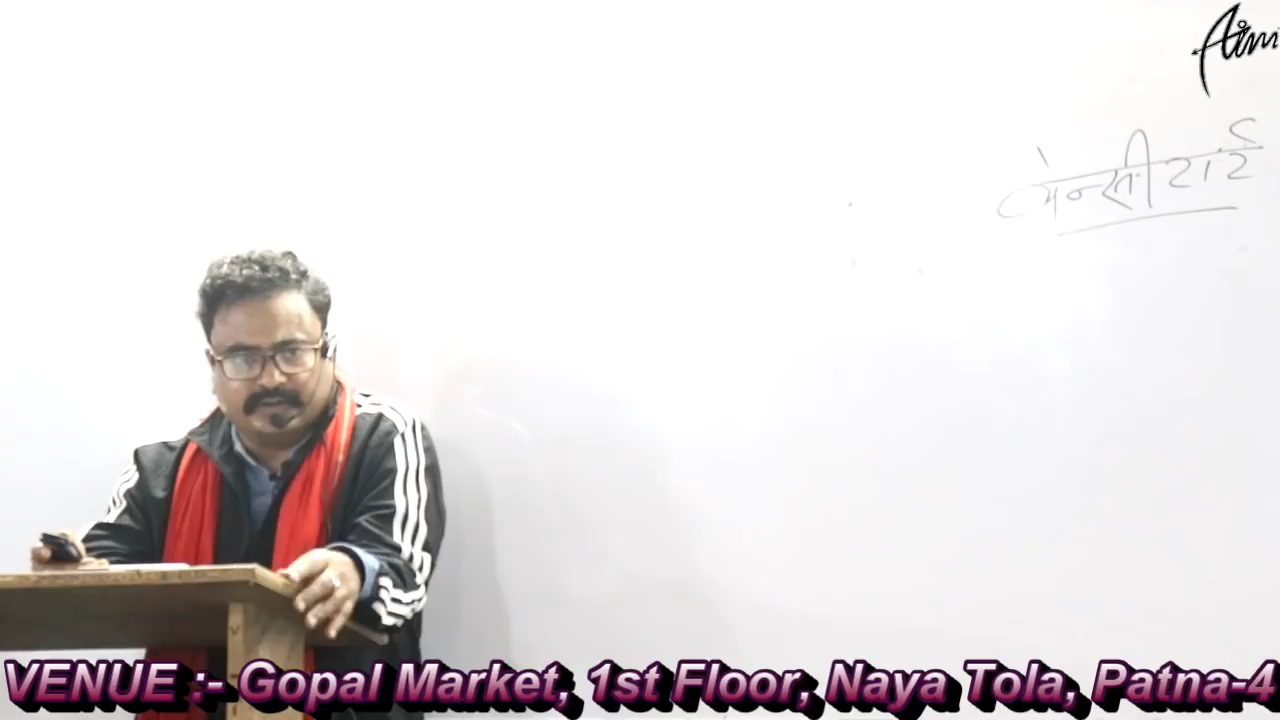 Aim
पेन्सी टार्ट
VENUE :- Gopal Market, 1st Floor, Naya Tola, Patna-4